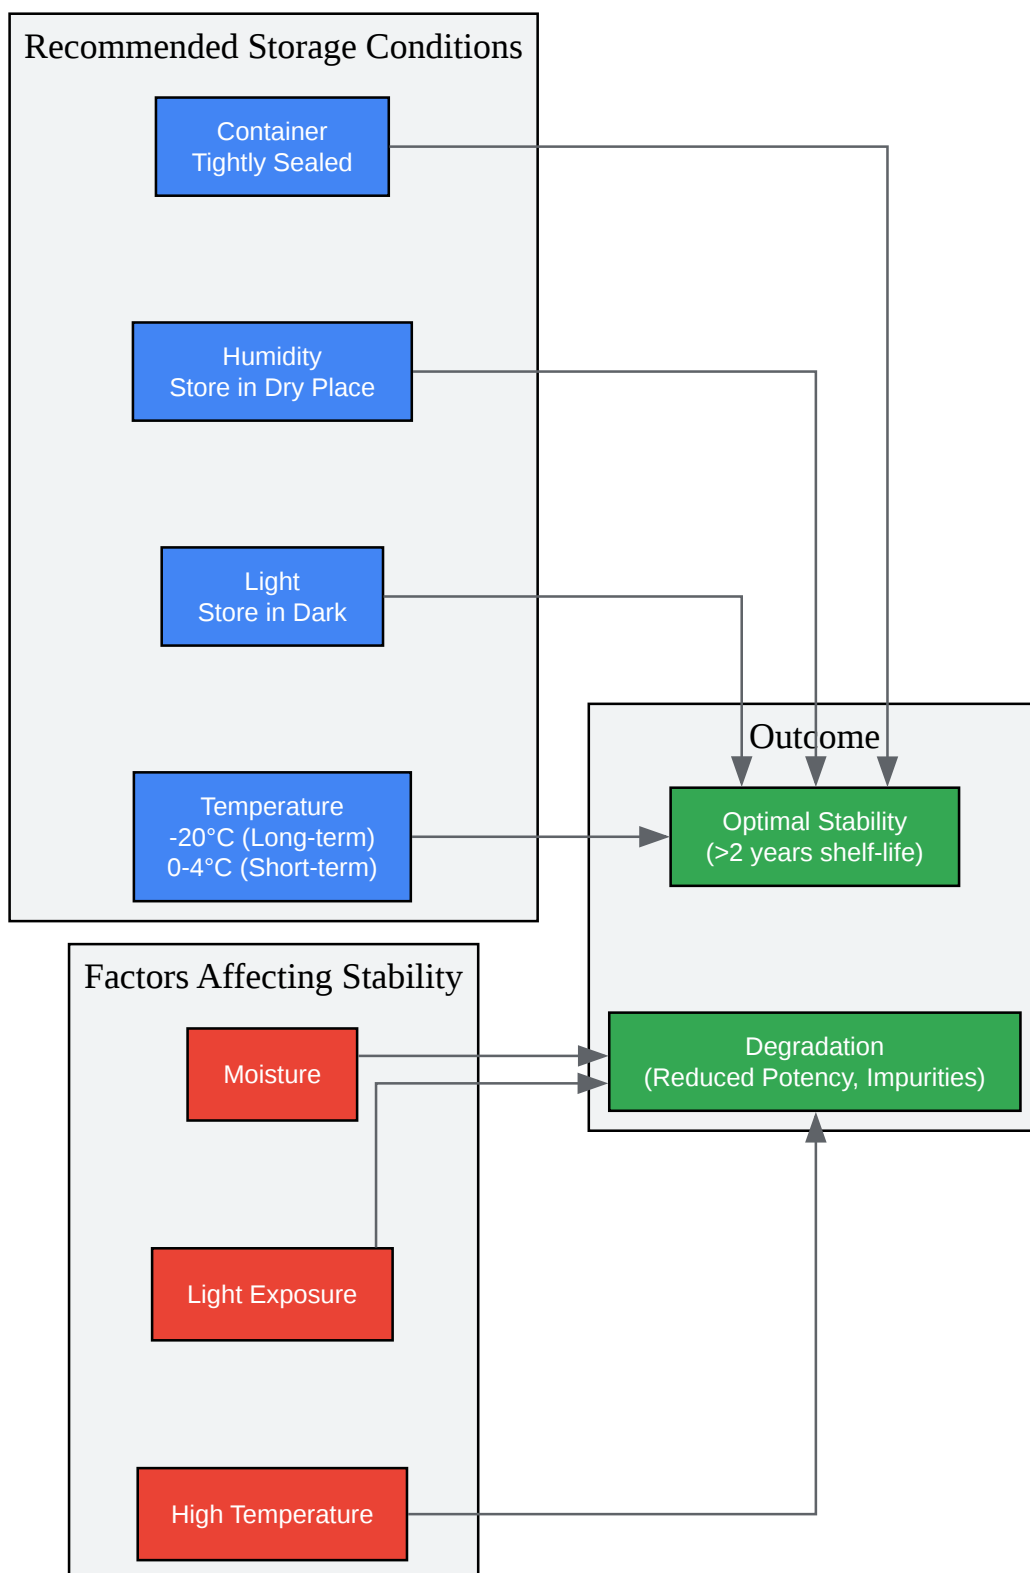 Recommended Storage Conditions
Container
Tightly Sealed
Humidity
Store in Dry Place
Light
Store in Dark
Temperature
-20°C (Long-term)
0-4°C (Short-term)
Outcome
Optimal Stability
(>2 years shelf-life)
Degradation
(Reduced Potency, Impurities)
Factors Affecting Stability
Moisture
Light Exposure
High Temperature